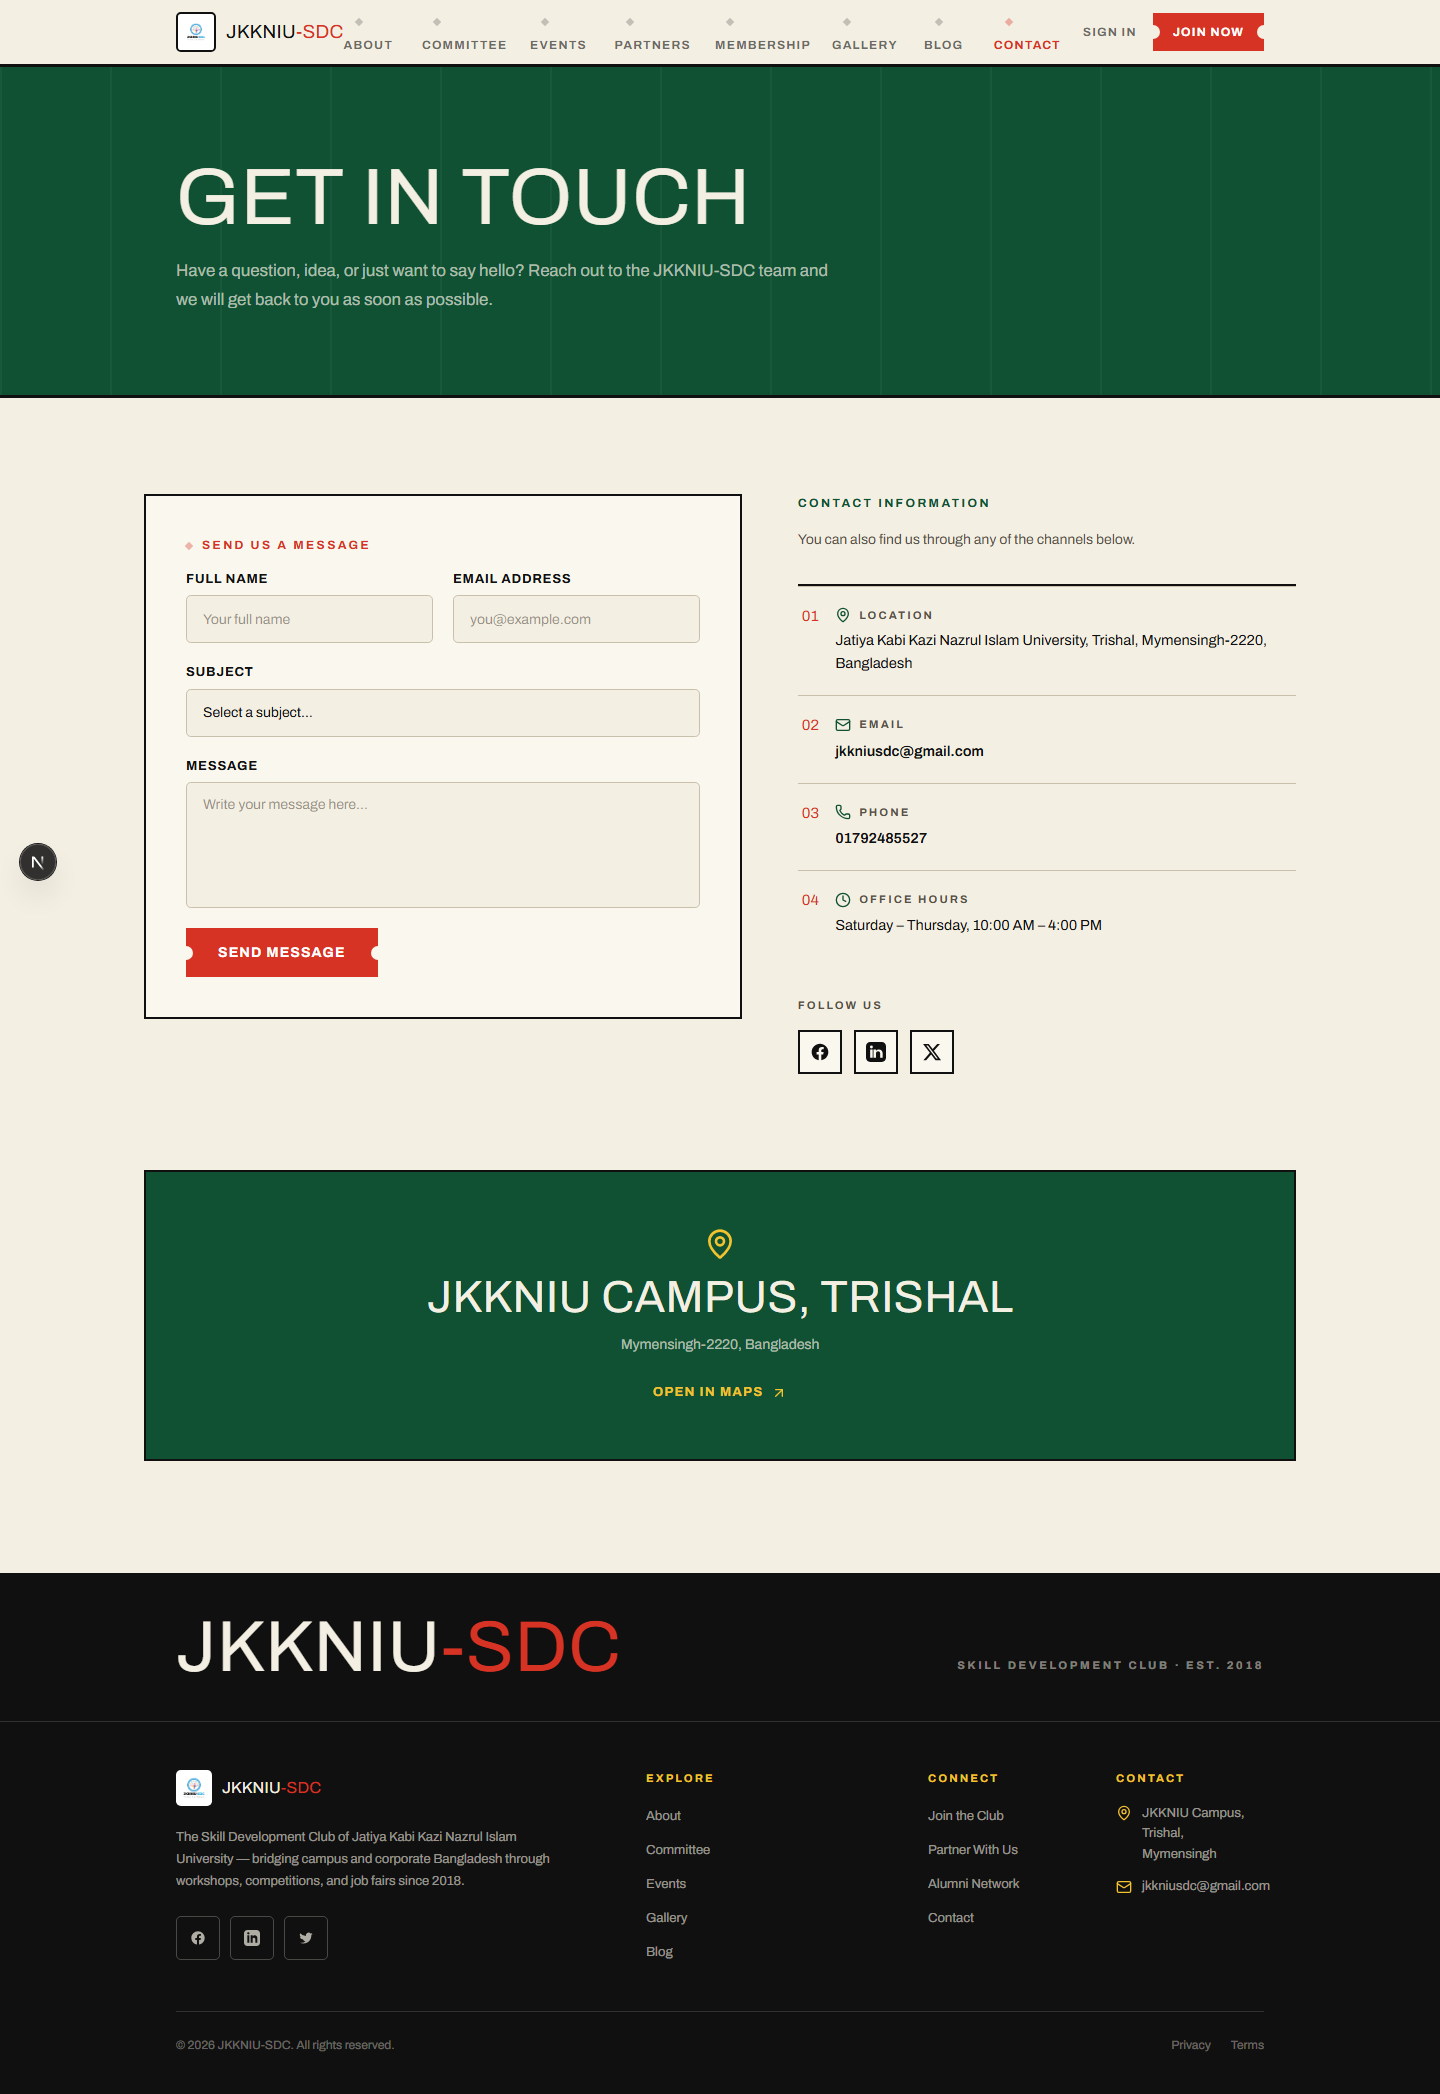 JKKNIU-SDC
ABOUT
COMMITTEE
EVENTS
PARTNERS
MEMBERSHIP
GALLERY
BLOG
CONTACT
SIGN IN
JOIN NOW
GET IN TOUCH
Have a question, idea, or just want to say hello? Reach out to the JKKNIU-SDC team and
we will get back to you as soon as possible.
SEND US A MESSAGE
FULL NAME
EMAIL ADDRESS
Your full name
you@example.com
SUBJECT
Select a subject...
MESSAGE
Write your message here...
SEND MESSAGE
CONTACT INFORMATION
You can also find us through any of the channels below.
01 LOCATION
Jatiya Kabi Kazi Nazrul Islam University, Trishal, Mymensingh-2220,
Bangladesh
02 EMAIL
jkkniusdc@gmail.com
03 PHONE
01792485527
04 OFFICE HOURS
Saturday – Thursday, 10:00 AM – 4:00 PM
FOLLOW US
N
JKKNIU CAMPUS, TRISHAL
Mymensingh-2220, Bangladesh
OPEN IN MAPS
JKKNIU-SDC
SKILL DEVELOPMENT CLUB · EST. 2018
JKKNIU-SDC
The Skill Development Club of Jatiya Kabi Kazi Nazrul Islam
University — bridging campus and corporate Bangladesh through
workshops, competitions, and job fairs since 2018.
EXPLORE
About
Committee
Events
Gallery
Blog
CONNECT
Join the Club
Partner With Us
Alumni Network
Contact
CONTACT
JKKNIU Campus,
Trishal,
Mymensingh
jkkniusdc@gmail.com
© 2026 JKKNIU-SDC. All rights reserved.
Privacy
Terms